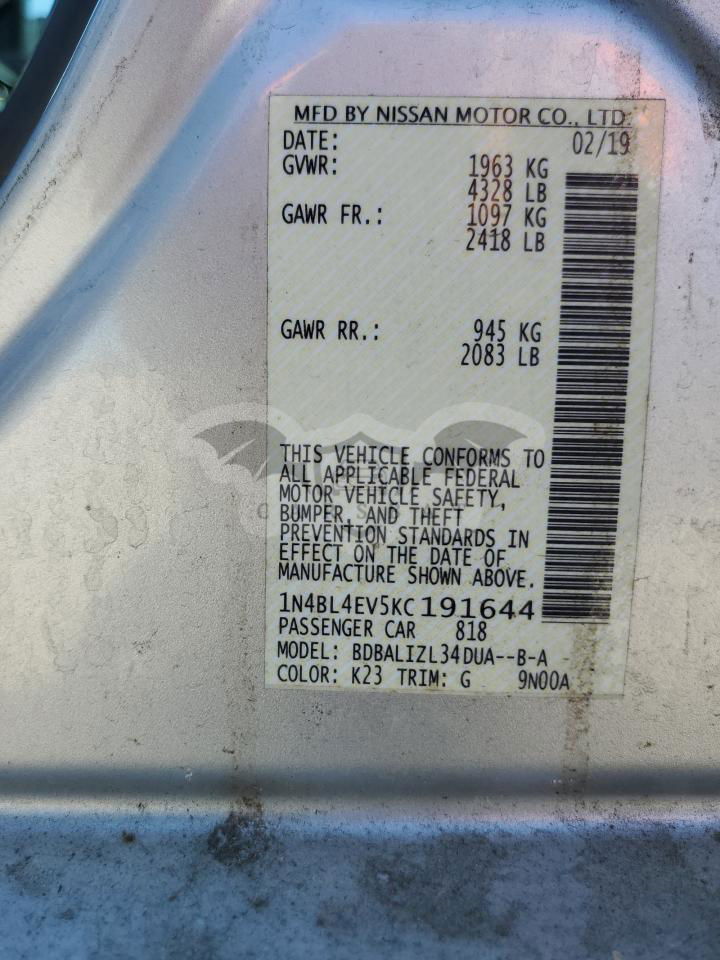 MFD BY NISSAN MOTOR CO., LTD.
DATE: 02/19
GVWR: 1963 KG
4328 LB
GAWR FR.: 1097 KG
2418 LB
GAWR RR.: 945 KG
2083 LB
THIS VEHICLE CONFORMS TO
ALL APPLICABLE FEDERAL
MOTOR VEHICLE SAFETY,
BUMPER, AND THEFT
PREVENTION STANDARDS IN
EFFECT ON THE DATE OF
MANUFACTURE SHOWN ABOVE.
1N4BL4EV5KC191644
PASSENGER CAR 818
MODEL: BDBALIZL34DUA--B-A
COLOR: K23 TRIM: G 9N00A